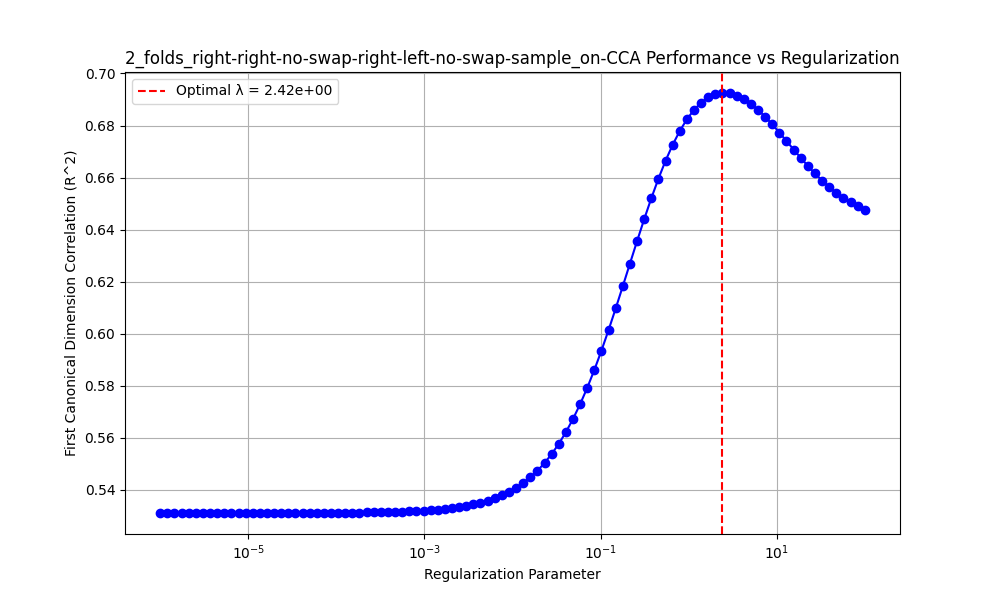 2_folds_right-right-no-swap-right-left-no-swap-sample_on-CCA Performance vs Regularization
Optimal λ = 2.42e+00
First Canonical Dimension Correlation (R^2)
0.70
0.68
0.66
0.64
0.62
0.60
0.58
0.56
0.54
10⁻⁵ 10⁻³ 10⁻¹ 10¹
Regularization Parameter